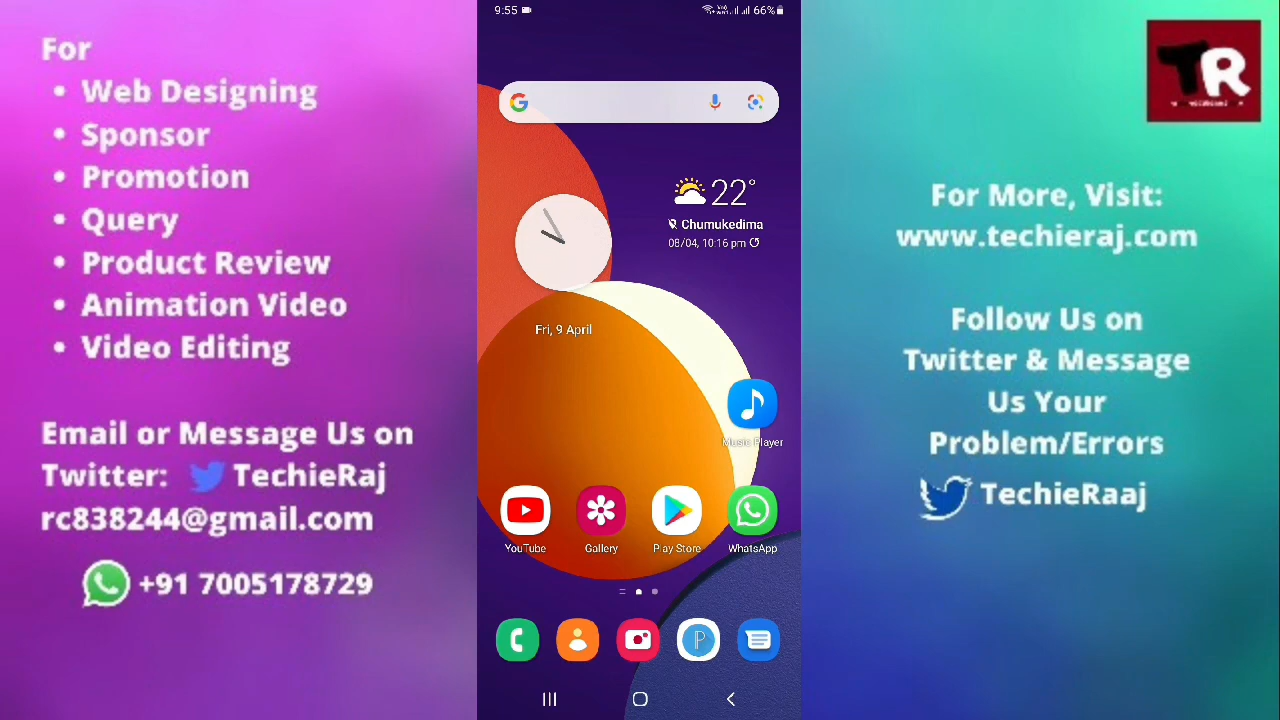 For
• Web Designing
• Sponsor
• Promotion
• Query
• Product Review
• Animation Video
• Video Editing
Email or Message Us on
Twitter: TechieRaj
rc838244@gmail.com
+91 7005178729
9:55
66%
22°
Chumukedima
08/04, 10:16 pm
Fri, 9 April
Music Player
YouTube
Gallery
Play Store
WhatsApp
TR
For More, Visit:
www.techieraj.com
Follow Us on
Twitter & Message
Us Your
Problem/Errors
TechieRaaj